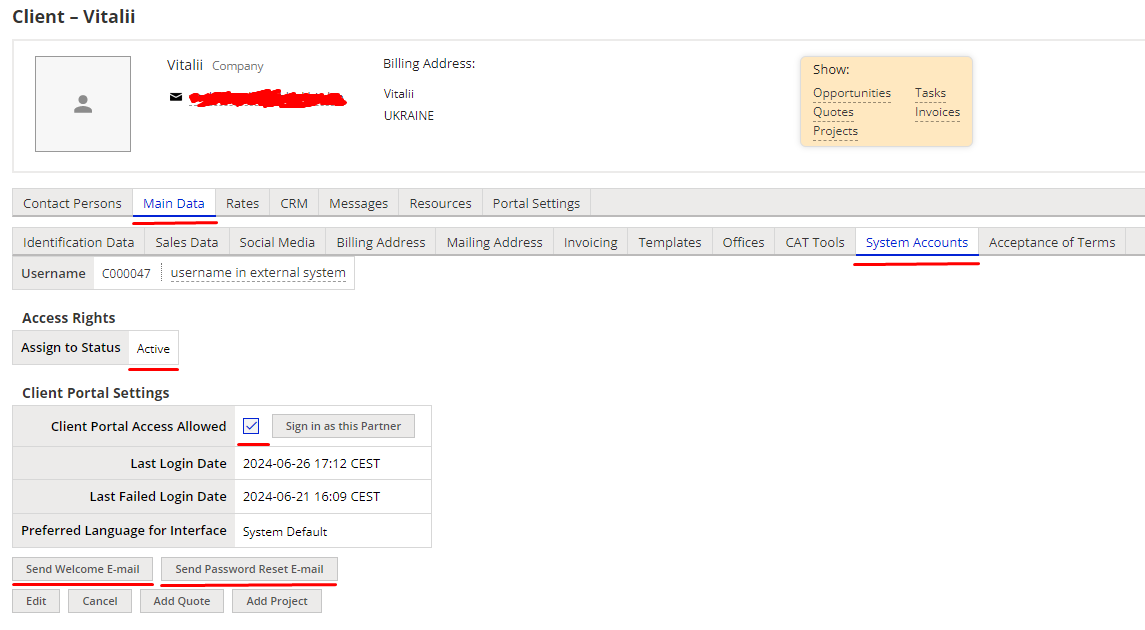 Client – Vitalii
Vitalii Company
Billing Address:
Vitalii
UKRAINE
Show:
Opportunities Tasks
Quotes Invoices
Projects
Contact Persons Main Data Rates CRM Messages Resources Portal Settings
Identification Data Sales Data Social Media Billing Address Mailing Address Invoicing Templates Offices CAT Tools System Accounts Acceptance of Terms
Username C000047 username in external system
Access Rights
Assign to Status Active
Client Portal Settings
Client Portal Access Allowed Sign in as this Partner
Last Login Date 2024-06-26 17:12 CEST
Last Failed Login Date 2024-06-21 16:09 CEST
Preferred Language for Interface System Default
Send Welcome E-mail Send Password Reset E-mail
Edit Cancel Add Quote Add Project